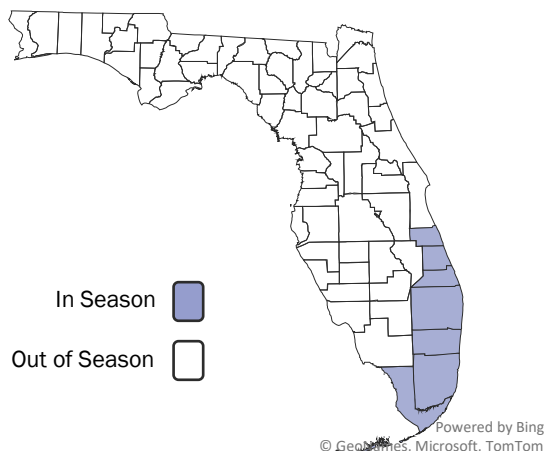 In Season
Out of Season
Powered by Bing
© GeoNames, Microsoft, TomTom